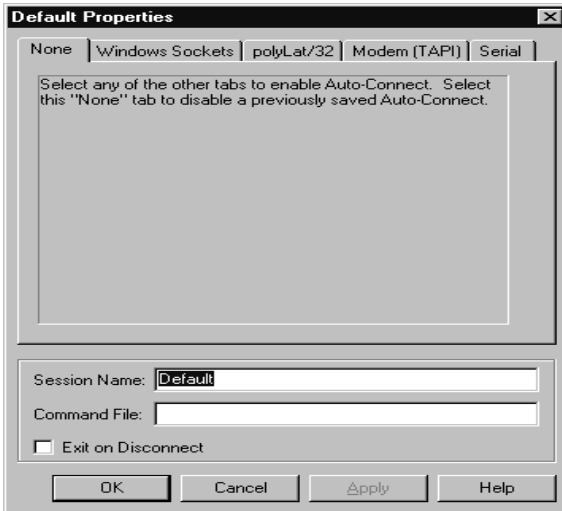 Default Properties
None Windows Sockets polyLat/32 Modem (TAPI) Serial
Select any of the other tabs to enable Auto-Connect. Select
this "None" tab to disable a previously saved Auto-Connect.
Session Name: Default
Command File:
Exit on Disconnect
OK Cancel Apply Help